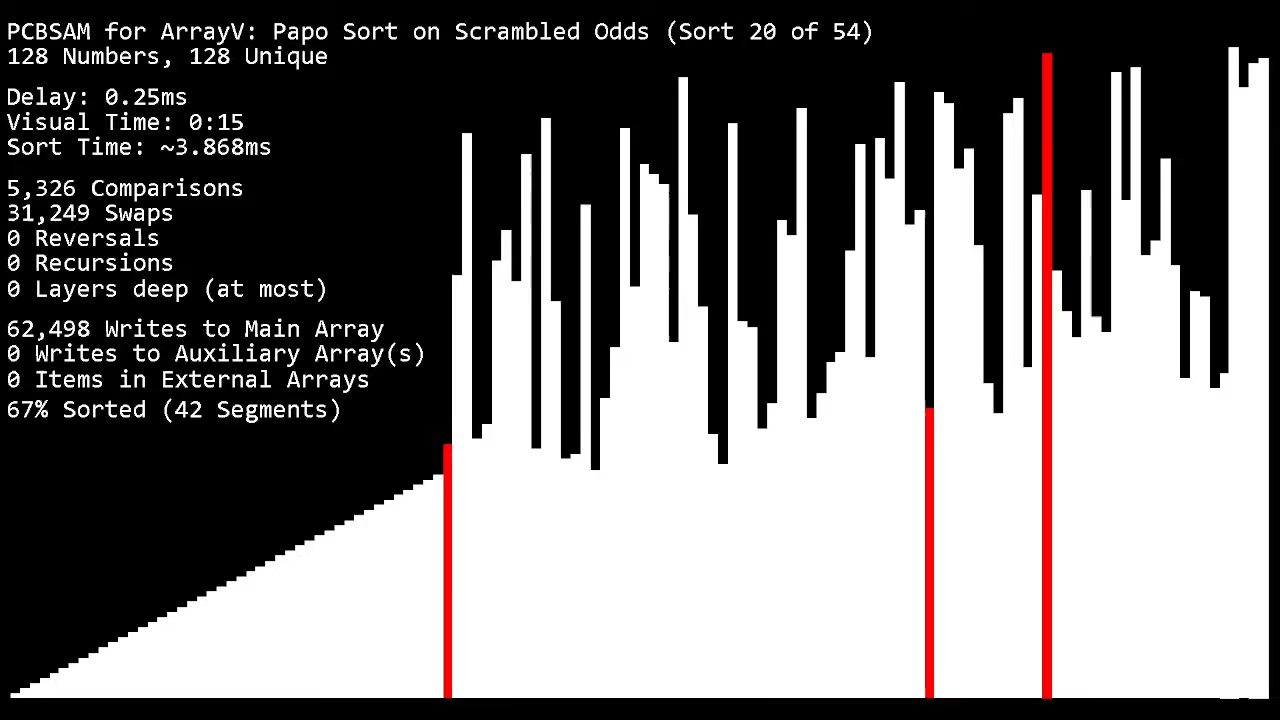 PCBSAM for ArrayV: Papo Sort on Scrambled Odds (Sort 20 of 54)
128 Numbers, 128 Unique
Delay: 0.25ms
Visual Time: 0:15
Sort Time: ~3.868ms
5,326 Comparisons
31,249 Swaps
0 Reversals
0 Recursions
0 Layers deep (at most)
62,498 Writes to Main Array
0 Writes to Auxiliary Array(s)
0 Items in External Arrays
67% Sorted (42 Segments)